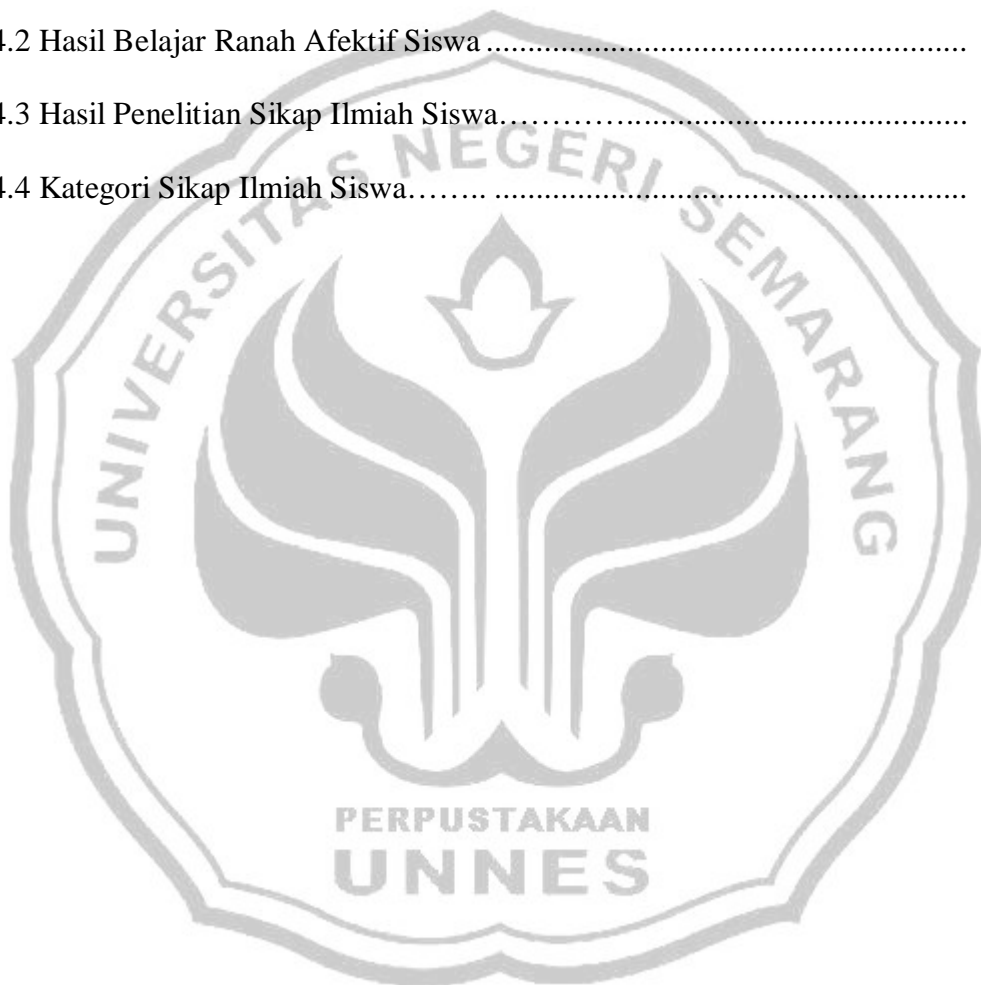 4.2 Hasil Belajar Ranah Afektif Siswa ......................................................................
4.3 Hasil Penelitian Sikap Ilmiah Siswa…………..................................................
4.4 Kategori Sikap Ilmiah Siswa…….. ....................................................................
UNIVERSITAS NEGERI SEMARANG
PERPUSTAKAAN
UNNES